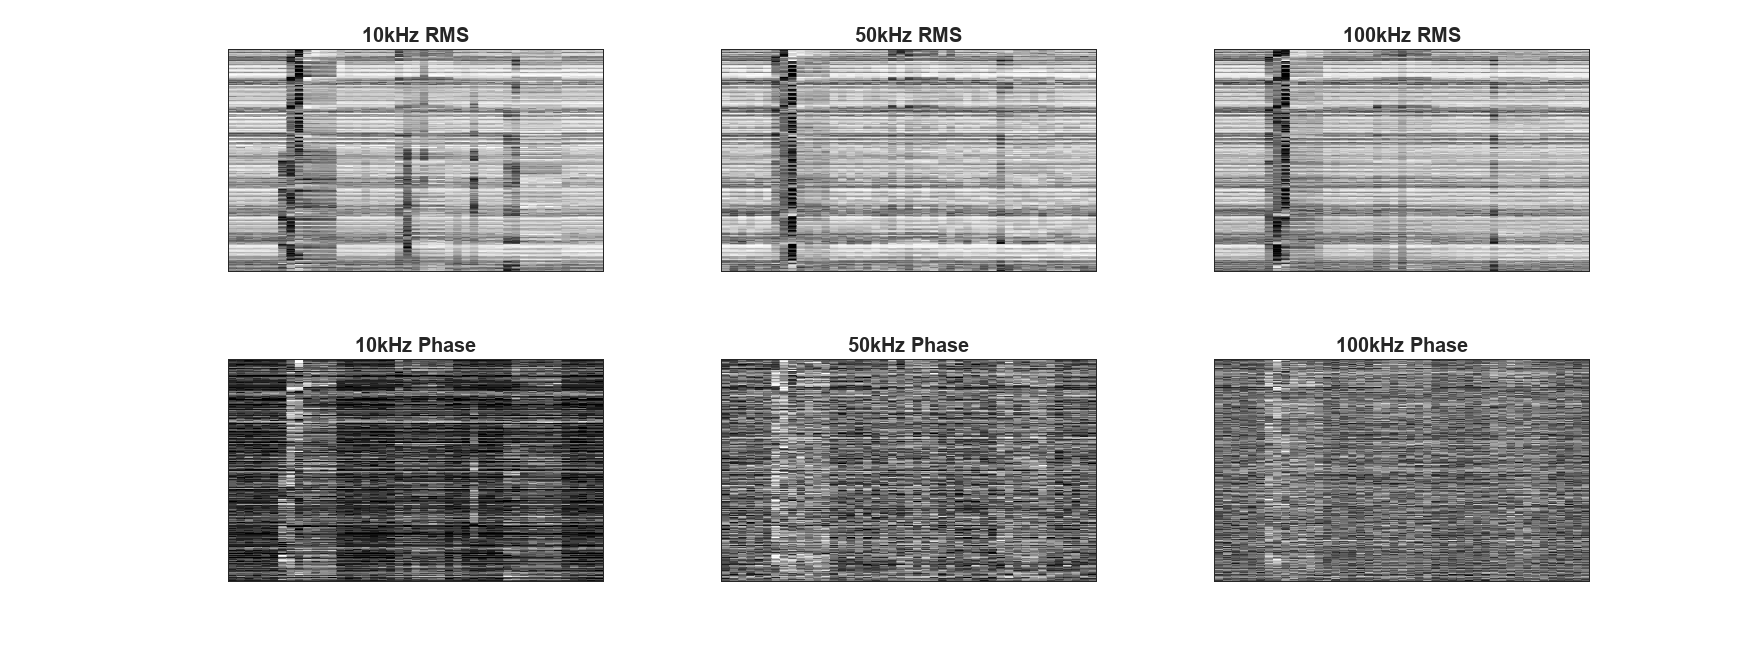 10kHz RMS
50kHz RMS
100kHz RMS
10kHz Phase
50kHz Phase
100kHz Phase